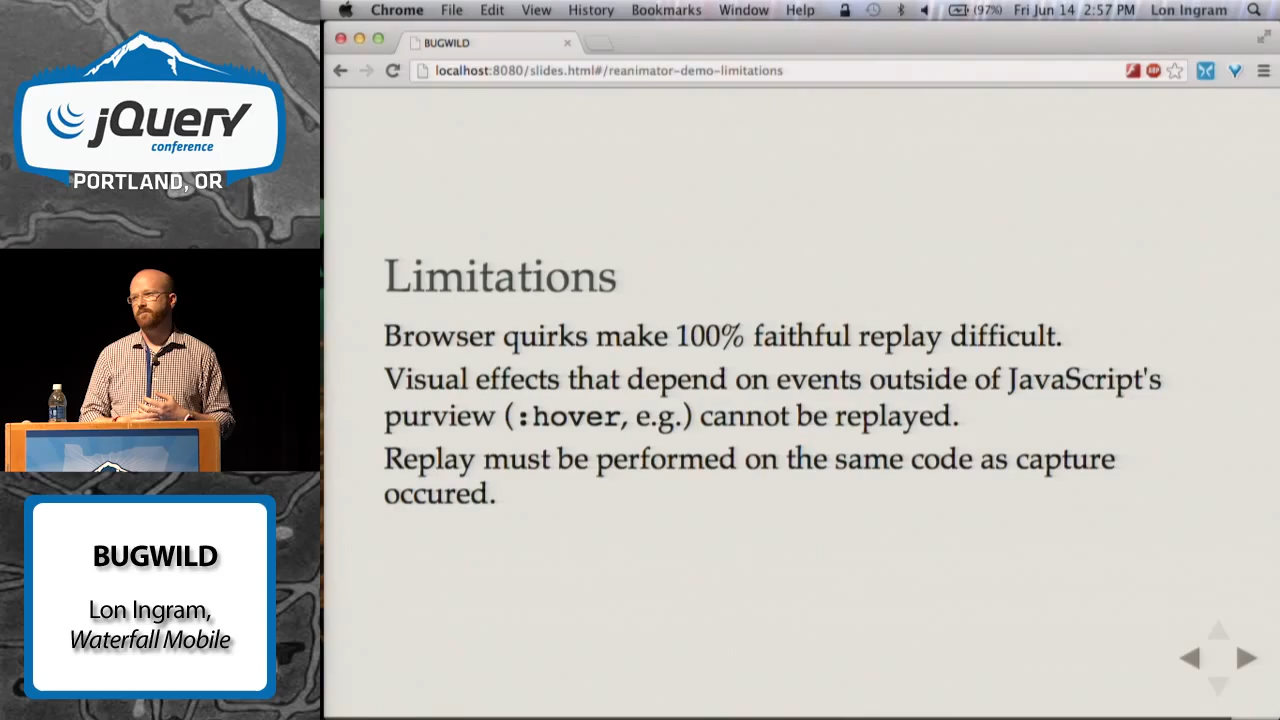 jQuery
conference
PORTLAND, OR
BUGWILD
Lon Ingram,
Waterfall Mobile
Chrome File Edit View History Bookmarks Window Help (97%) Fri Jun 14 2:57 PM Lon Ingram
BUGWILD
localhost:8080/slides.html#/reanimator-demo-limitations
ABP
Limitations
Browser quirks make 100% faithful replay difficult.
Visual effects that depend on events outside of JavaScript's
purview (:hover, e.g.) cannot be replayed.
Replay must be performed on the same code as capture
occured.